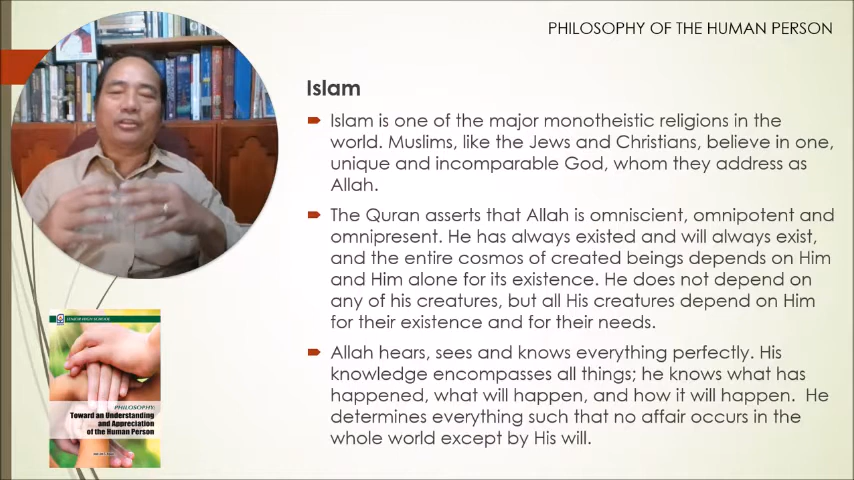 PHILOSOPHY OF THE HUMAN PERSON
Islam
Islam is one of the major monotheistic religions in the
world. Muslims, like the Jews and Christians, believe in one,
unique and incomparable God, whom they address as
Allah.
The Quran asserts that Allah is omniscient, omnipotent and
omnipresent. He has always existed and will always exist,
and the entire cosmos of created beings depends on Him
and Him alone for its existence. He does not depend on
any of his creatures, but all His creatures depend on Him
for their existence and for their needs.
Allah hears, sees and knows everything perfectly. His
knowledge encompasses all things; he knows what has
happened, what will happen, and how it will happen.  He
determines everything such that no affair occurs in the
whole world except by His will.
SENIOR HIGH SCHOOL
PHILOSOPHY:
Toward an Understanding
and Appreciation
of the Human Person